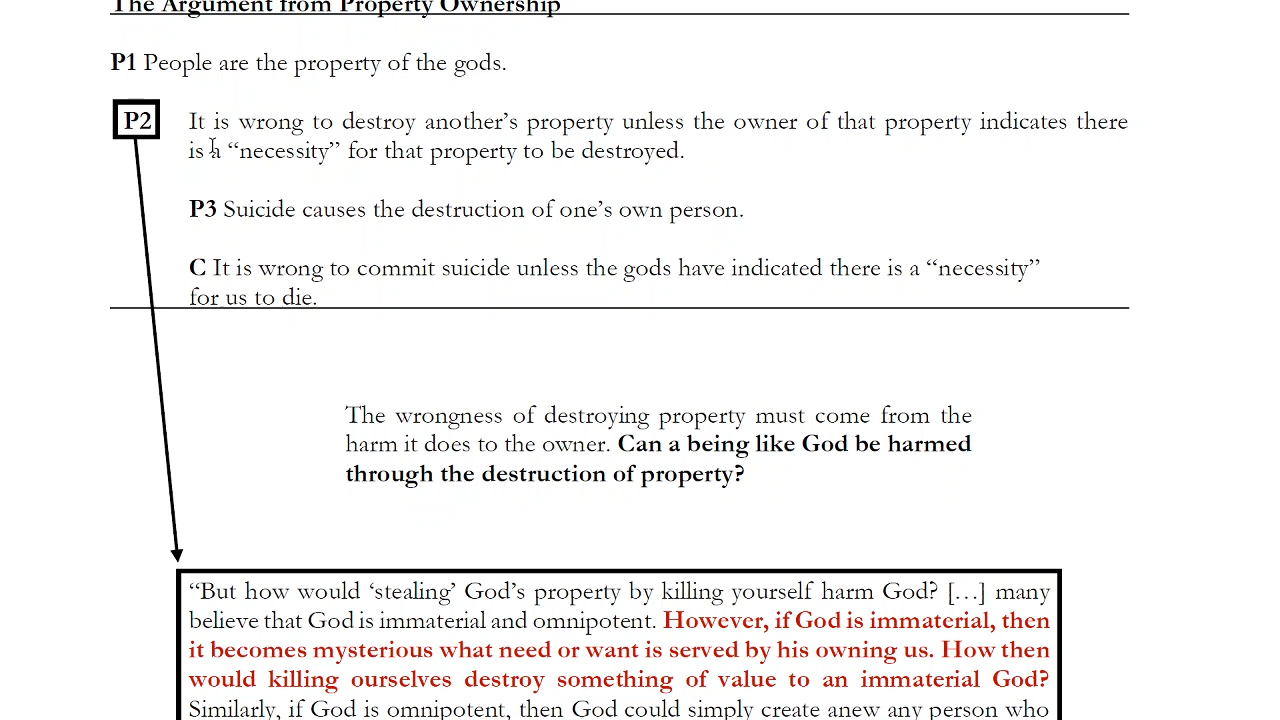 The Argument from Property Ownership
P1 People are the property of the gods.
P2 It is wrong to destroy another’s property unless the owner of that property indicates there
is a “necessity” for that property to be destroyed.
P3 Suicide causes the destruction of one’s own person.
C It is wrong to commit suicide unless the gods have indicated there is a “necessity”
for us to die.
The wrongness of destroying property must come from the
harm it does to the owner. Can a being like God be harmed
through the destruction of property?
“But how would ‘stealing’ God’s property by killing yourself harm God? […] many
believe that God is immaterial and omnipotent. However, if God is immaterial, then
it becomes mysterious what need or want is served by his owning us. How then
would killing ourselves destroy something of value to an immaterial God?
Similarly, if God is omnipotent, then God could simply create anew any person who